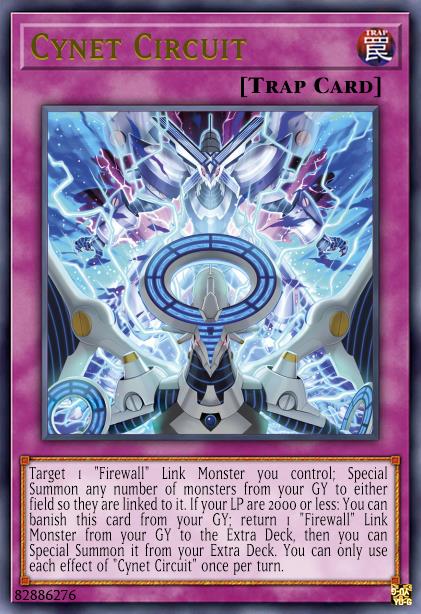 Cynet Circuit
TRAP
罠
[Trap Card]
Target 1 "Firewall" Link Monster you control; Special
Summon any number of monsters from your GY to either
field so they are linked to it. If your LP are 2000 or less: You can
banish this card from your GY; return 1 "Firewall" Link
Monster from your GY to the Extra Deck, then you can
Special Summon it from your Extra Deck. You can only use
each effect of "Cynet Circuit" once per turn.
82886276